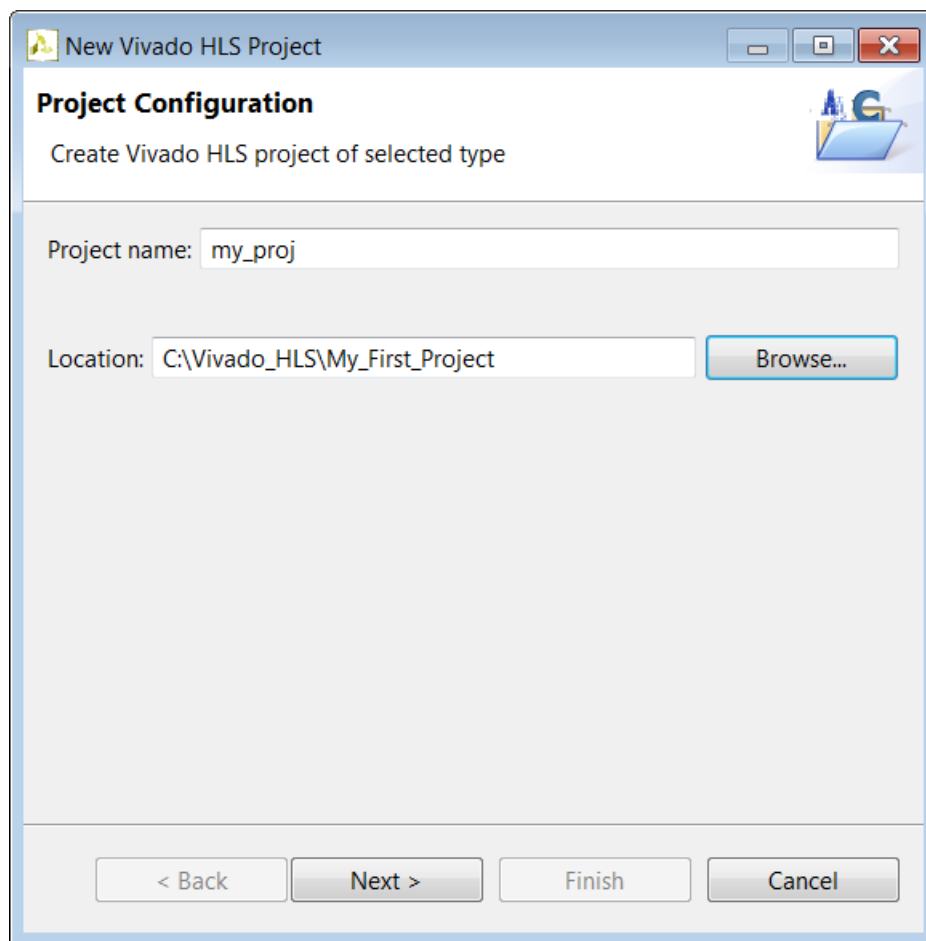 New Vivado HLS Project
Project Configuration
Create Vivado HLS project of selected type
Project name: my_proj
Location: C:\Vivado_HLS\My_First_Project Browse...
< Back Next > Finish Cancel